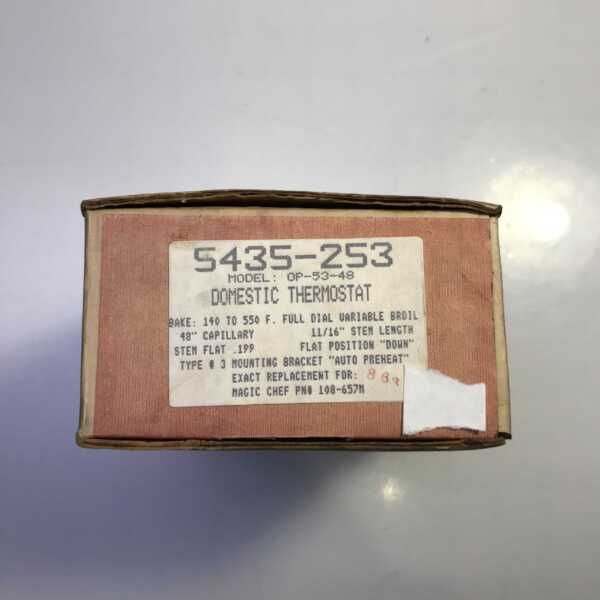 5435-253
MODEL: OP-53-48
DOMESTIC THERMOSTAT
BAKE: 140 TO 550 F. FULL DIAL VARIABLE BROIL
48" CAPILLARY 11/16" STEM LENGTH
STEM FLAT .199 FLAT POSITION "DOWN"
TYPE # 3 MOUNTING BRACKET "AUTO PREHEAT"
EXACT REPLACEMENT FOR:
MAGIC CHEF PN# 108-657M